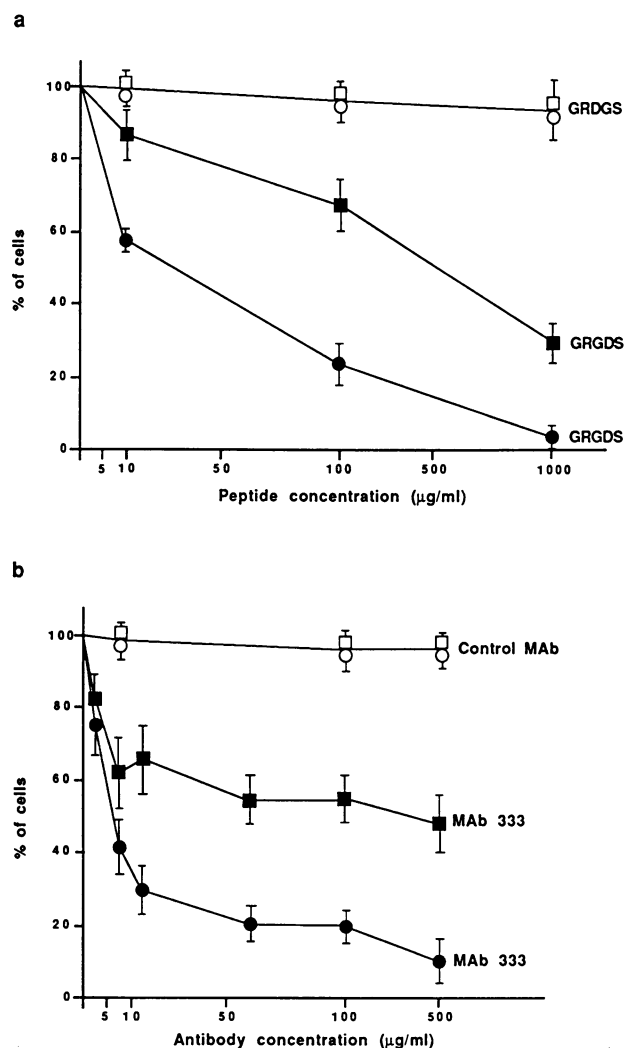 a
100
80
60
40
20
0
% of cells
GRDGS
GRGDS
GRGDS
5 10 50 100 500 1000
Peptide concentration (µg/ml)
b
100
80
60
40
20
0
% of cells
Control MAb
MAb 333
MAb 333
5 10 50 100 500
Antibody concentration (µg/ml)